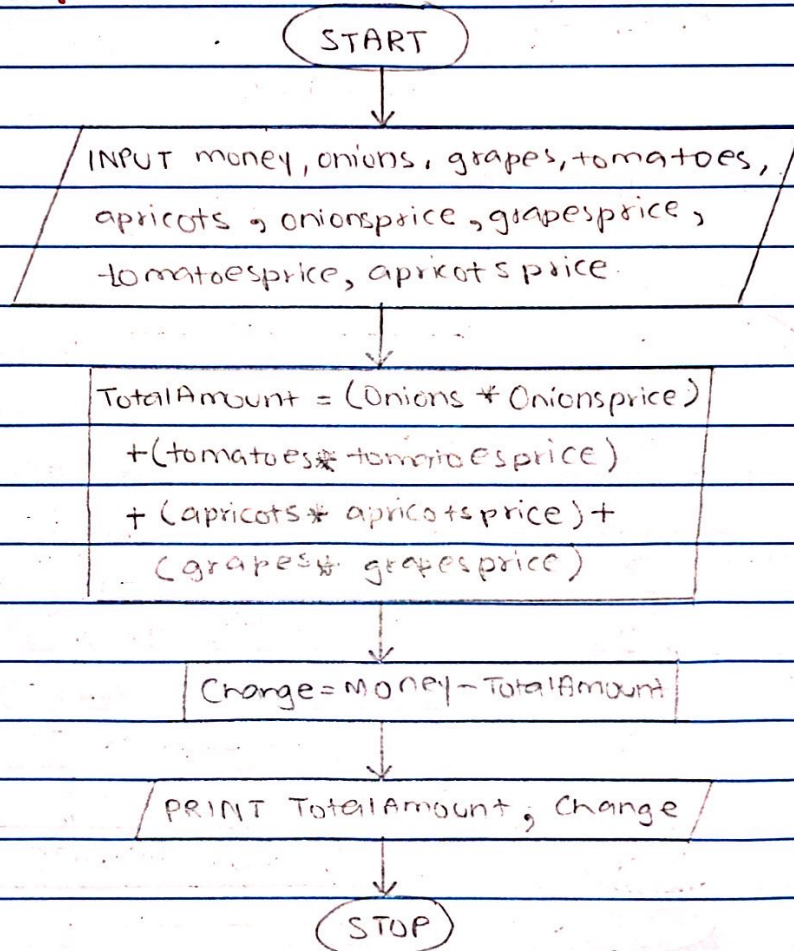 START
INPUT money, onions, grapes, tomatoes,
apricots, onionsprice, grapesprice,
tomatoesprice, apricotsprice.
TotalAmount = (Onions * Onionsprice)
+(tomatoes* tomatoesprice)
+ (apricots* apricotsprice)+
(grapes* grapesprice)
Change = Money - TotalAmount
PRINT TotalAmount, Change
STOP